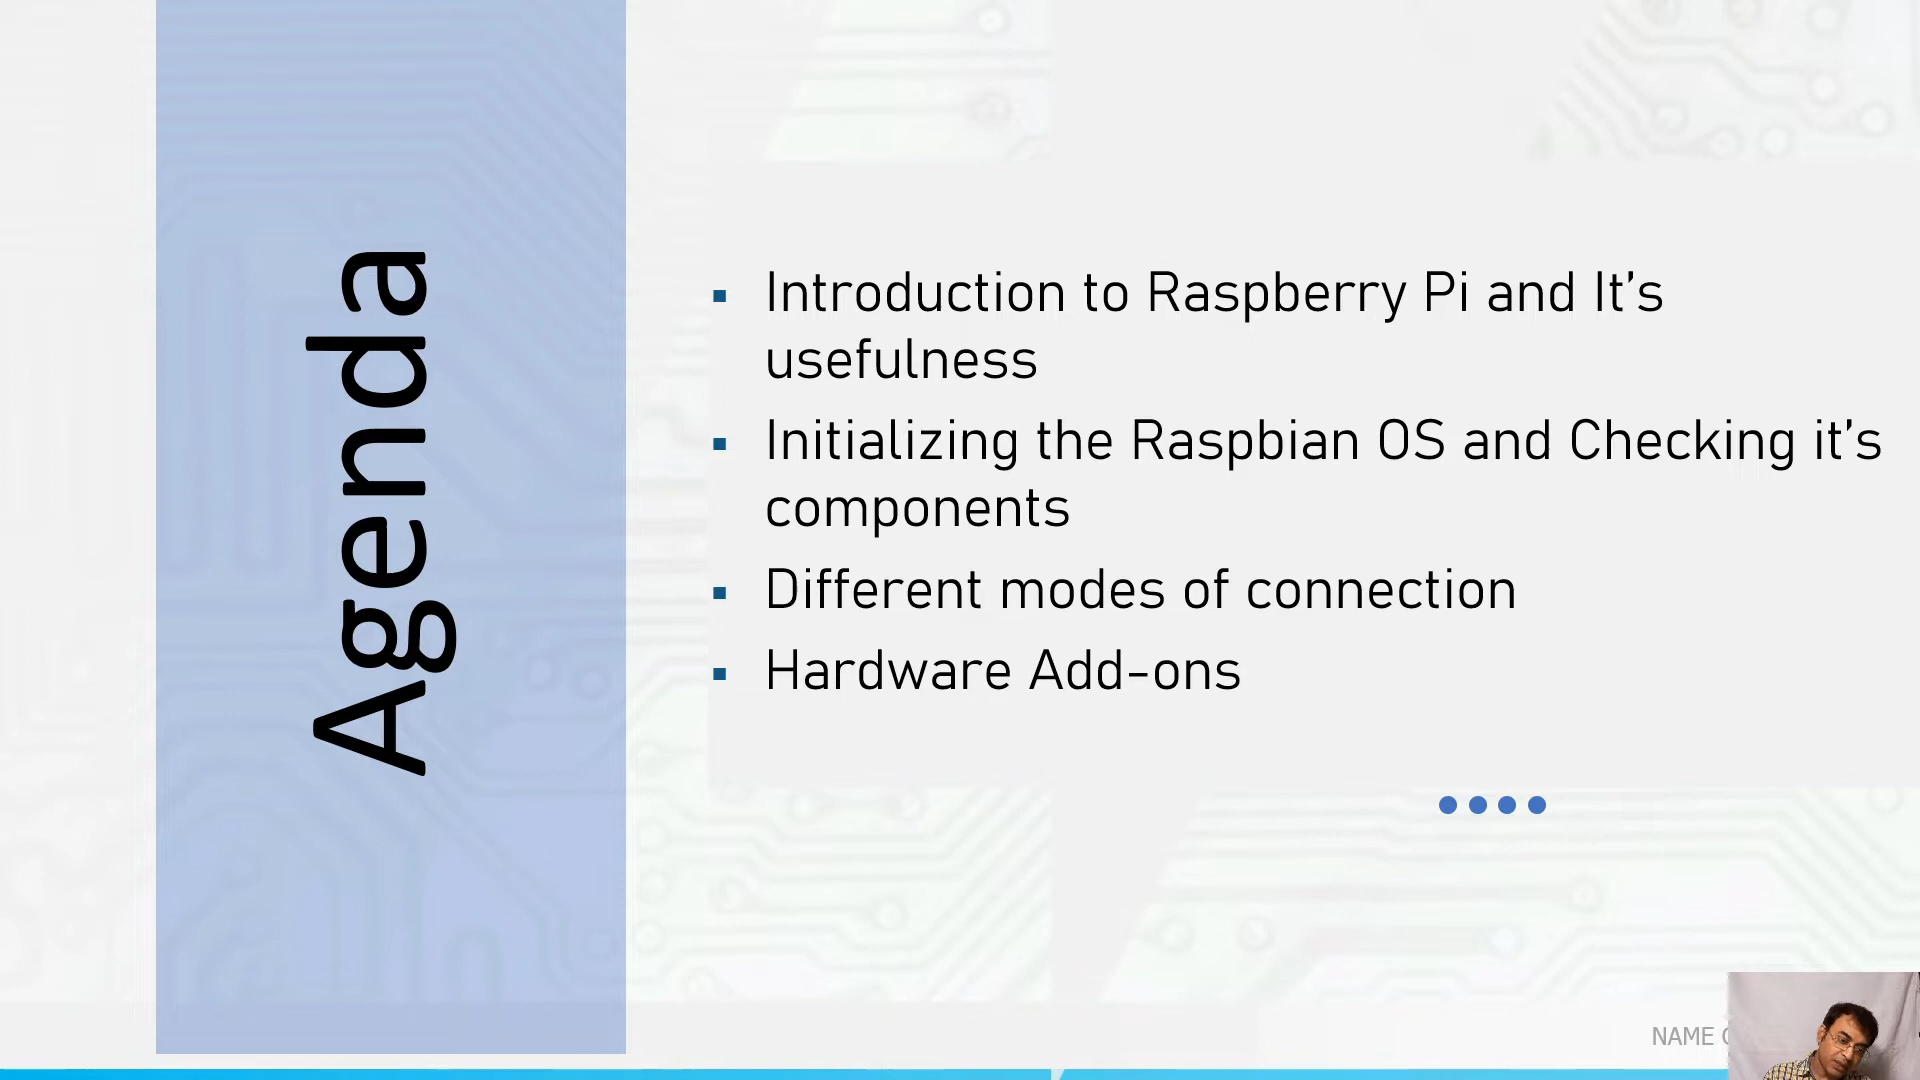 Agenda
Introduction to Raspberry Pi and It’s
usefulness
Initializing the Raspbian OS and Checking it’s
components
Different modes of connection
Hardware Add-ons
NAME